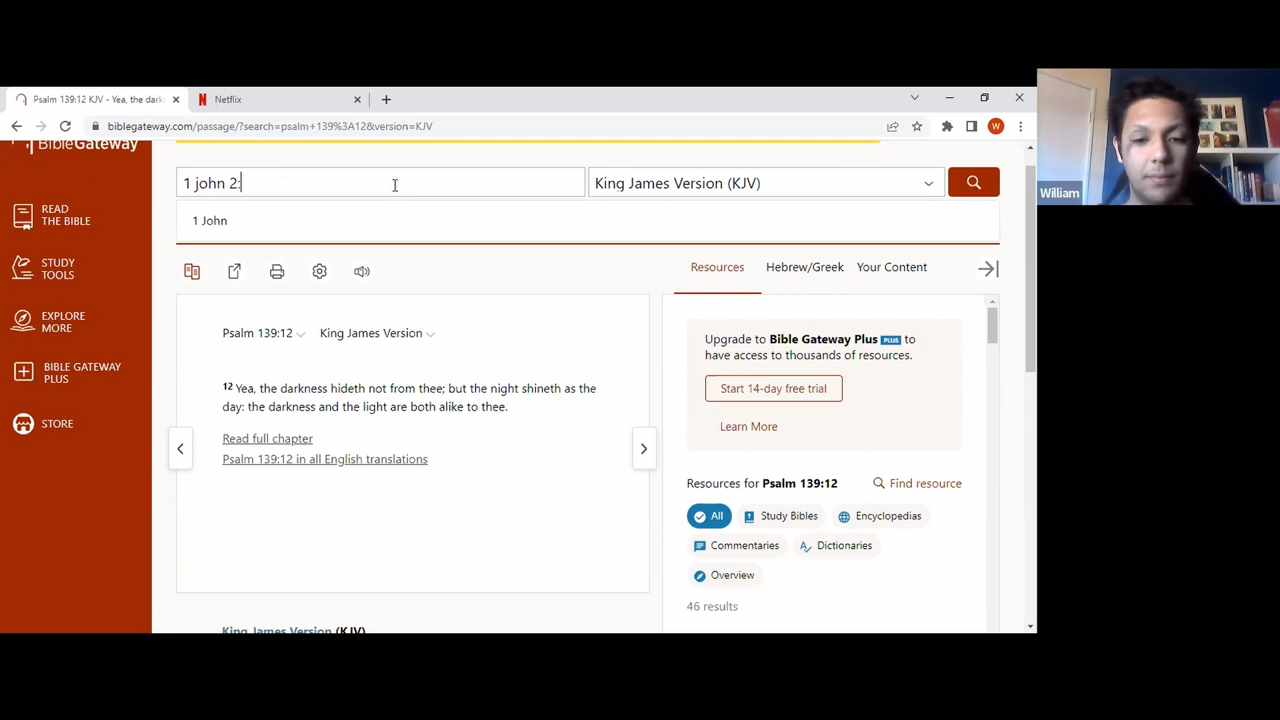 Psalm 139:12 KJV - Yea, the dark
Netflix
biblegateway.com/passage/?search=psalm+139%3A12&version=KJV
W
BibleGateway
1 john 2:
King James Version (KJV)
1 John
READ
THE BIBLE
STUDY
TOOLS
EXPLORE
MORE
BIBLE GATEWAY
PLUS
STORE
Resources
Hebrew/Greek
Your Content
Psalm 139:12
King James Version
12 Yea, the darkness hideth not from thee; but the night shineth as the
day: the darkness and the light are both alike to thee.
Read full chapter
Psalm 139:12 in all English translations
King James Version (KJV)
Upgrade to Bible Gateway Plus PLUS to
have access to thousands of resources.
Start 14-day free trial
Learn More
Resources for Psalm 139:12
Find resource
All
Study Bibles
Encyclopedias
Commentaries
Dictionaries
Overview
46 results
William